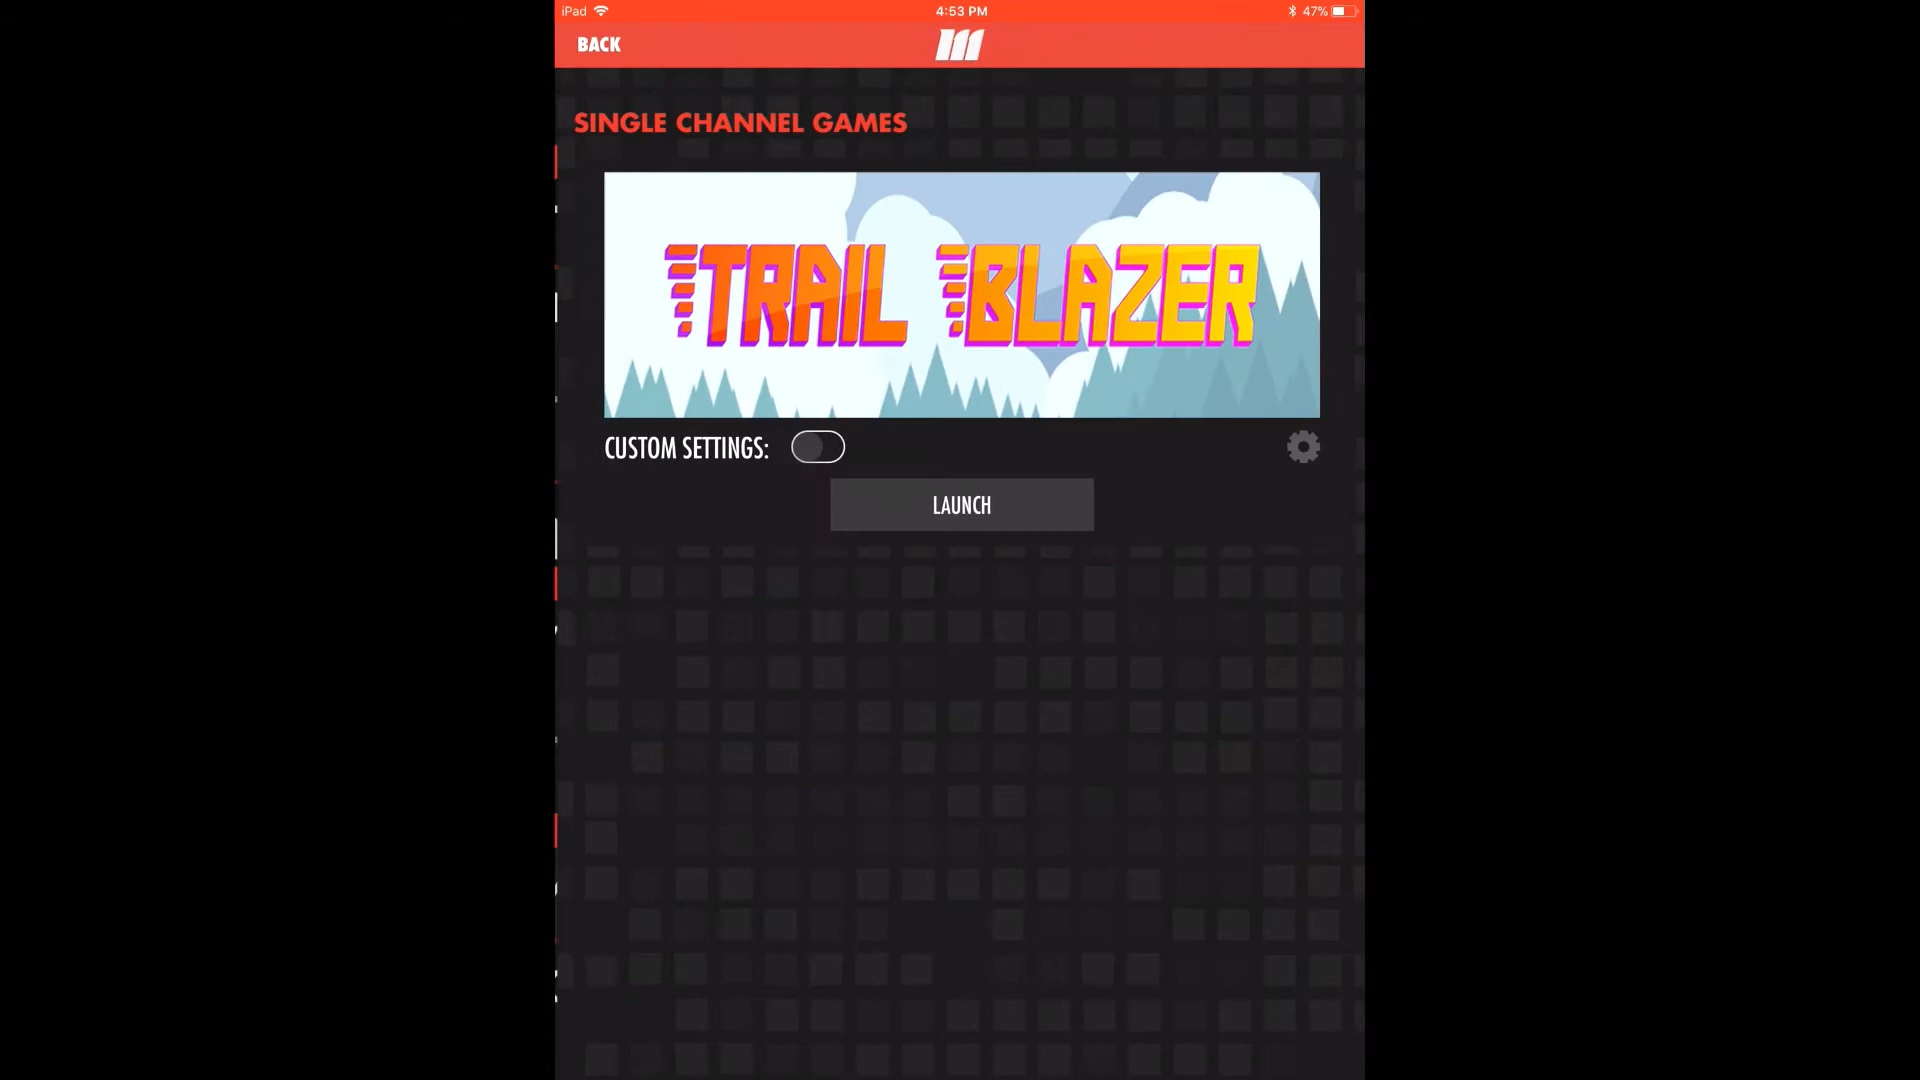 iPad 4:53 PM 47%
BACK
SINGLE CHANNEL GAMES
TRAIL BLAZER
CUSTOM SETTINGS:
LAUNCH